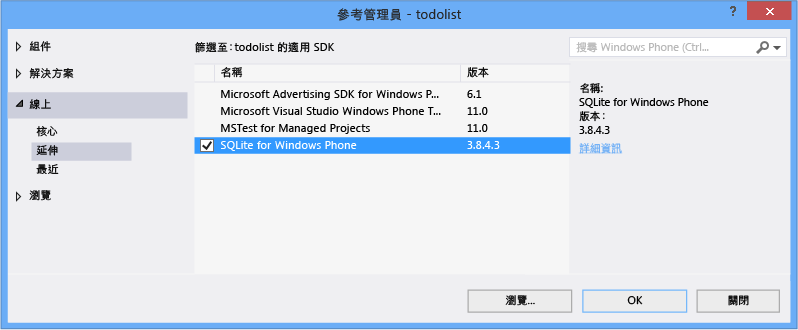 參考管理員 - todolist
?
組件
解決方案
線上
核心
延伸
最近
瀏覽
篩選至：todolist 的適用 SDK
名稱 版本
Microsoft Advertising SDK for Windows P... 6.1
Microsoft Visual Studio Windows Phone T... 11.0
MSTest for Managed Projects 11.0
SQLite for Windows Phone 3.8.4.3
搜尋 Windows Phone (Ctrl...
名稱:
SQLite for Windows Phone
版本：
3.8.4.3
詳細資訊
瀏覽... OK 關閉